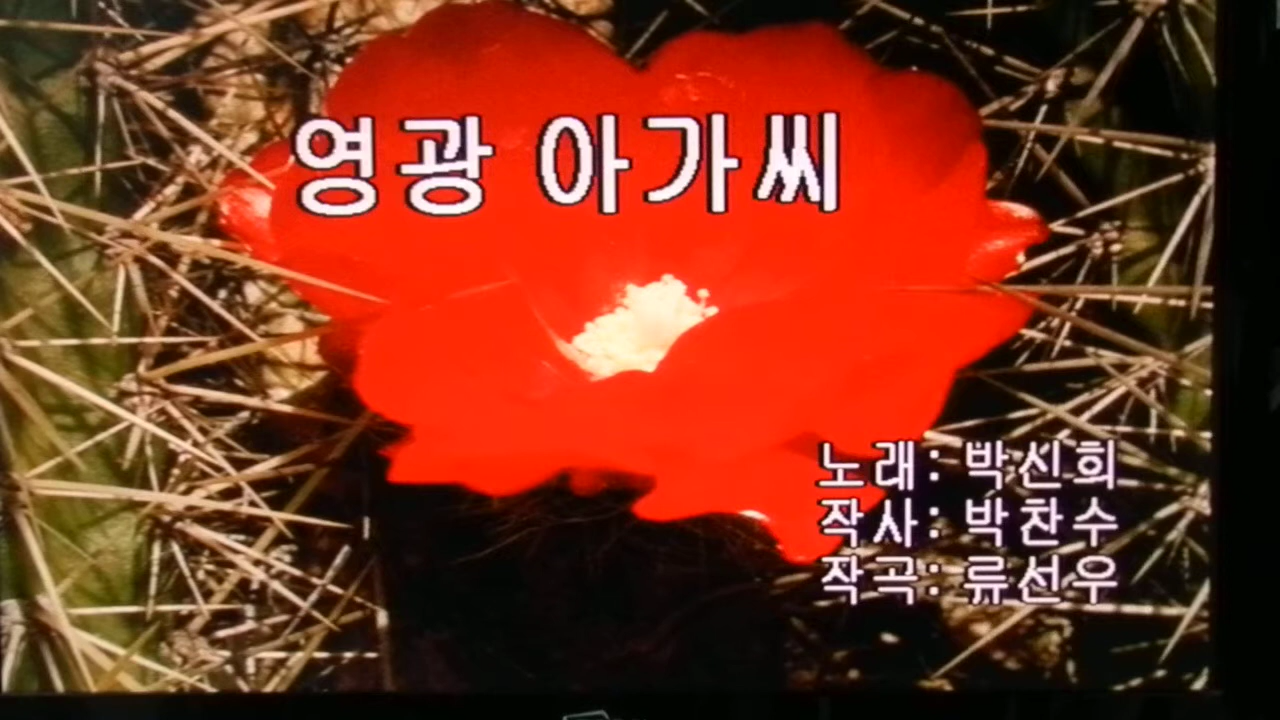 영광 아가씨
노래: 박신희
작사: 박찬수
작곡: 류선우